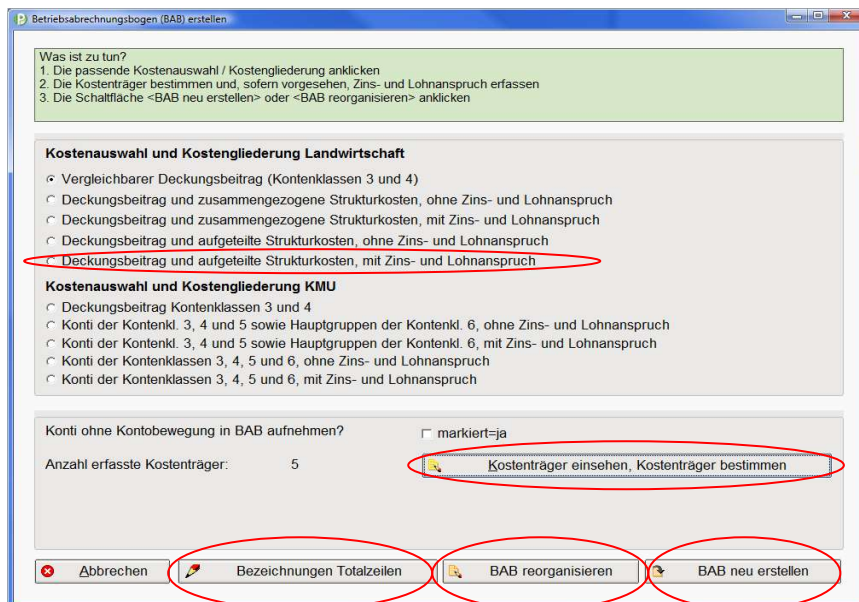 Betriebsabrechnungsbogen (BAB) erstellen
Was ist zu tun?
1. Die passende Kostenauswahl / Kostengliederung anklicken
2. Die Kostenträger bestimmen und, sofern vorgesehen, Zins- und Lohnanspruch erfassen
3. Die Schaltfläche <BAB neu erstellen> oder <BAB reorganisieren> anklicken
Kostenauswahl und Kostengliederung Landwirtschaft
Vergleichbarer Deckungsbeitrag (Kontenklassen 3 und 4)
Deckungsbeitrag und zusammengezogene Strukturkosten, ohne Zins- und Lohnanspruch
Deckungsbeitrag und zusammengezogene Strukturkosten, mit Zins- und Lohnanspruch
Deckungsbeitrag und aufgeteilte Strukturkosten, ohne Zins- und Lohnanspruch
Deckungsbeitrag und aufgeteilte Strukturkosten, mit Zins- und Lohnanspruch
Kostenauswahl und Kostengliederung KMU
Deckungsbeitrag Kontenklassen 3 und 4
Konti der Kontenkl. 3, 4 und 5 sowie Hauptgruppen der Kontenkl. 6, ohne Zins- und Lohnanspruch
Konti der Kontenkl. 3, 4 und 5 sowie Hauptgruppen der Kontenkl. 6, mit Zins- und Lohnanspruch
Konti der Kontenklassen 3, 4, 5 und 6, ohne Zins- und Lohnanspruch
Konti der Kontenklassen 3, 4, 5 und 6, mit Zins- und Lohnanspruch
Konti ohne Kontobewegung in BAB aufnehmen? markiert=ja
Anzahl erfasste Kostenträger: 5 Kostenträger einsehen, Kostenträger bestimmen
Abbrechen Bezeichnungen Totalzeilen BAB reorganisieren BAB neu erstellen